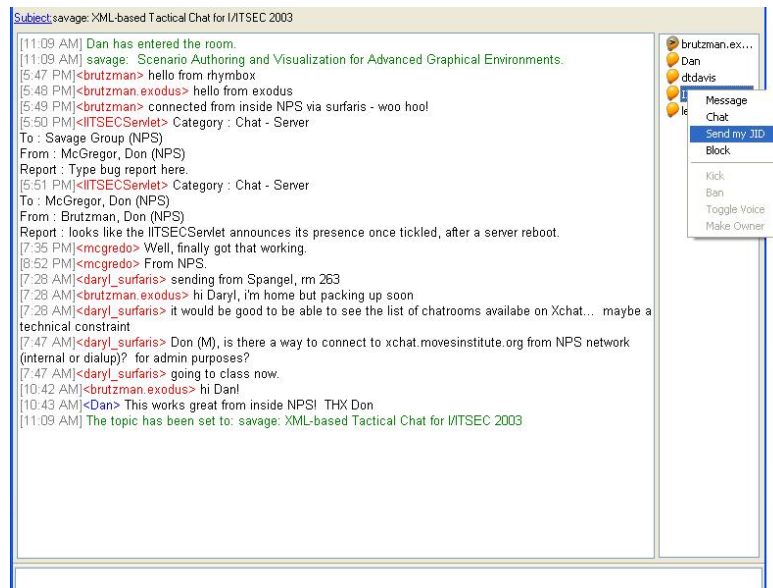 Subject:savage: XML-based Tactical Chat for I/ITSEC 2003
[11:09 AM] Dan has entered the room.
[11:09 AM] savage: Scenario Authoring and Visualization for Advanced Graphical Environments.
[5:47 PM]<brutzman> hello from rhymbox
[5:48 PM]<brutzman.exodus> hello from exodus
[5:49 PM]<brutzman> connected from inside NPS via surfaris - woo hoo!
[5:50 PM]<IITSECServlet> Category : Chat - Server
To : Savage Group (NPS)
From : McGregor, Don (NPS)
Report : Type bug report here.
[5:51 PM]<IITSECServlet> Category : Chat - Server
To : McGregor, Don (NPS)
From : Brutzman, Don (NPS)
Report : looks like the IITSECServlet announces its presence once tickled, after a server reboot.
[7:35 PM]<mcgredo> Well, finally got that working.
[8:52 PM]<mcgredo> From NPS.
[7:28 AM]<daryl_surfaris> sending from Spangel, rm 263
[7:28 AM]<brutzman.exodus> hi Daryl, i'm home but packing up soon
[7:28 AM]<daryl_surfaris> it would be good to be able to see the list of chatrooms availabe on Xchat... maybe a
technical constraint
[7:47 AM]<daryl_surfaris> Don (M), is there a way to connect to xchat.movesinstitute.org from NPS network
(internal or dialup)? for admin purposes?
[7:47 AM]<daryl_surfaris> going to class now.
[10:42 AM]<brutzman.exodus> hi Dan!
[10:43 AM]<Dan> This works great from inside NPS! THX Don
[11:09 AM] The topic has been set to: savage: XML-based Tactical Chat for I/ITSEC 2003
brutzman.ex...
Dan
dtdavis
Message
Chat
Send my JID
Block
Kick
Ban
Toggle Voice
Make Owner